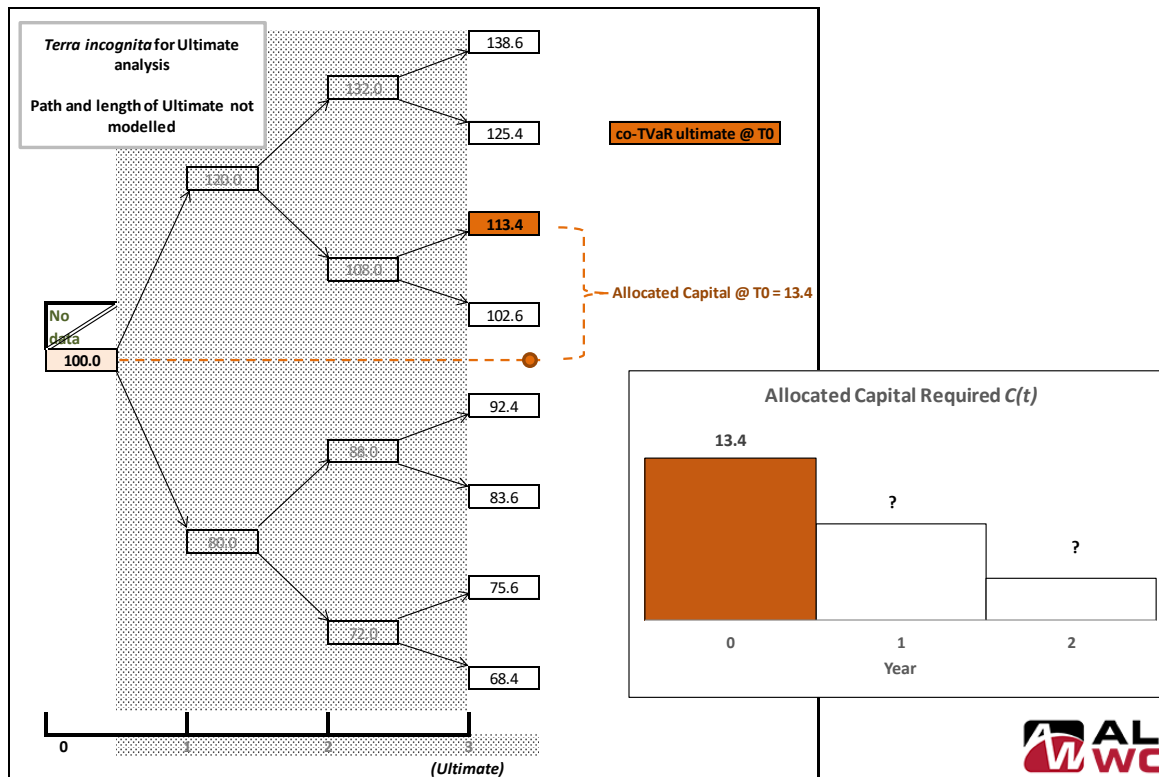 Terra incognita for Ultimate
analysis
Path and length of Ultimate not
modelled
138.6
132.0
125.4
co-TVaR ultimate @ T0
120.0
113.4
108.0
Allocated Capital @ T0 = 13.4
102.6
No
data
100.0
92.4
88.0
83.6
80.0
75.6
72.0
68.4
0 1 2 3
(Ultimate)
Allocated Capital Required C(t)
13.4
?
?
0 1 2
Year
AW